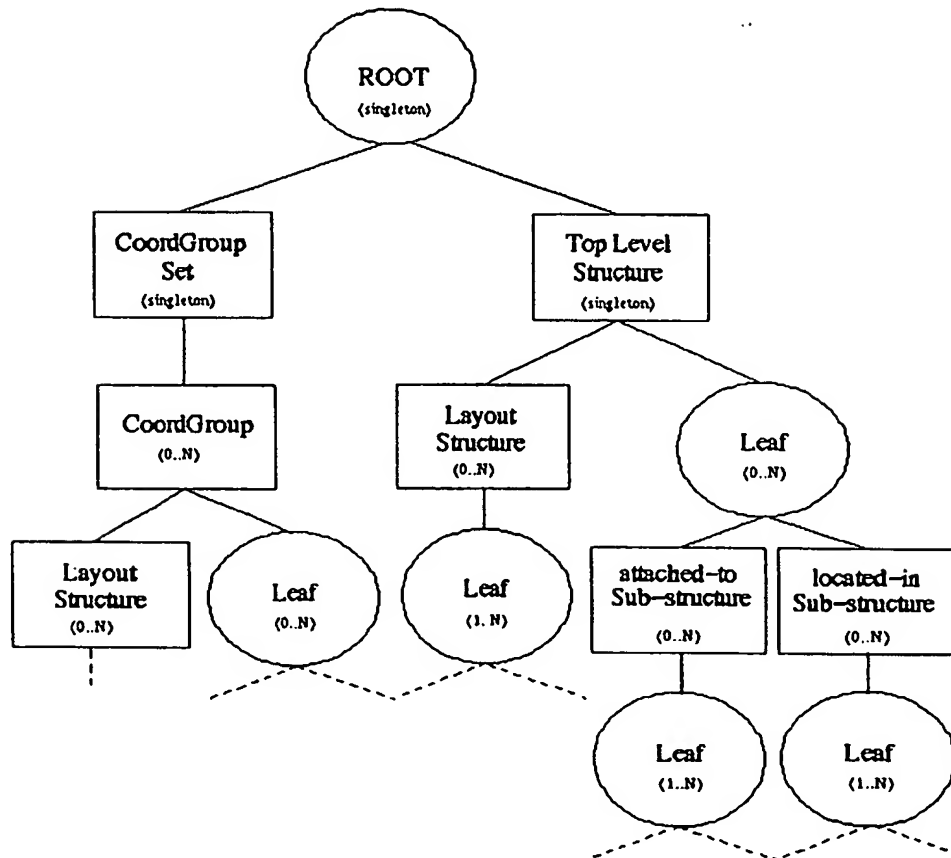 ROOT
(singleton)
CoordGroup
Set
(singleton)
Top Level
Structure
(singleton)
CoordGroup
(0..N)
Layout
Structure
(0..N)
Leaf
(0..N)
Layout
Structure
(0..N)
Leaf
(0..N)
Leaf
(1..N)
attached-to
Sub-structure
(0..N)
located-in
Sub-structure
(0..N)
Leaf
(1..N)
Leaf
(1..N)